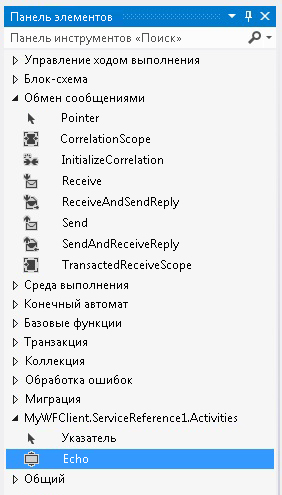 Панель элементов
Панель инструментов «Поиск»
Управление ходом выполнения
Блок-схема
Обмен сообщениями
Pointer
CorrelationScope
InitializeCorrelation
Receive
ReceiveAndSendReply
Send
SendAndReceiveReply
TransactedReceiveScope
Среда выполнения
Конечный автомат
Базовые функции
Транзакция
Коллекция
Обработка ошибок
Миграция
MyWFClient.ServiceReference1.Activities
Указатель
Echo
Общий